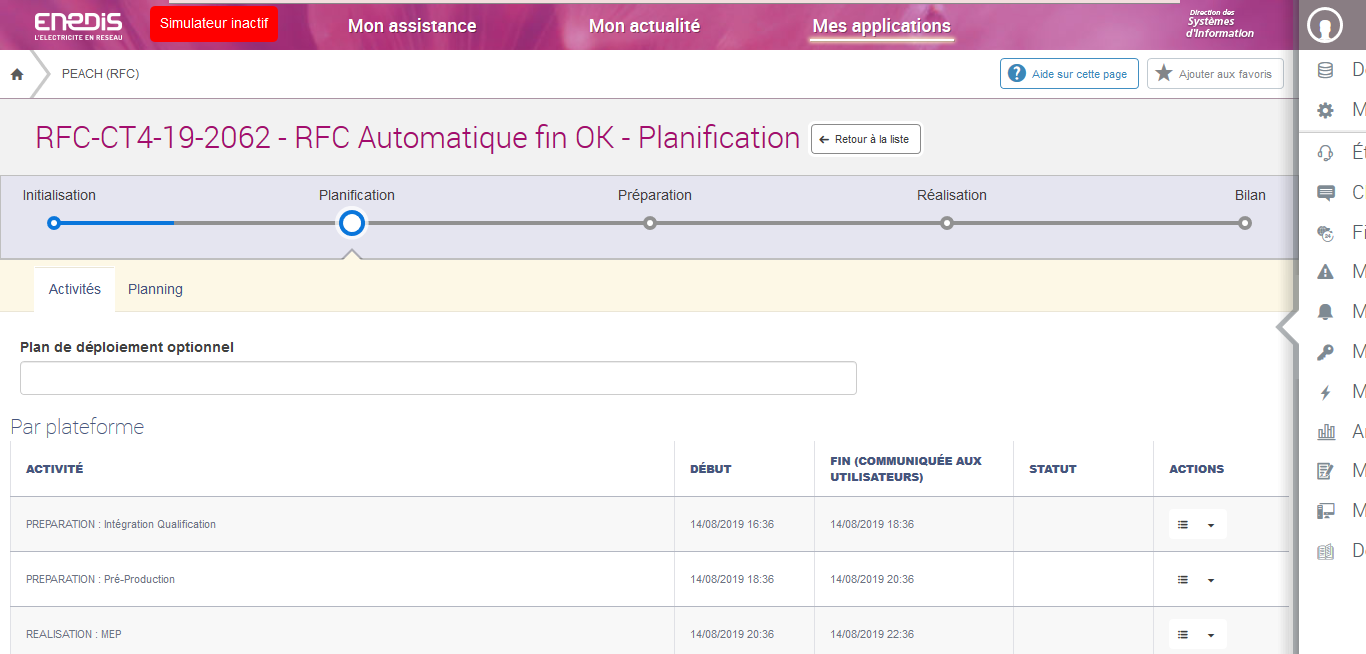 ENEDIS
L'ELECTRICITE EN RESEAU
Simulateur inactif
Mon assistance
Mon actualité
Mes applications
Direction des
Systèmes
d'Information
PEACH (RFC)
Aide sur cette page
Ajouter aux favoris
RFC-CT4-19-2062 - RFC Automatique fin OK - Planification
Retour à la liste
Initialisation
Planification
Préparation
Réalisation
Bilan
Activités
Planning
Plan de déploiement optionnel
Par plateforme
ACTIVITÉ
DÉBUT
FIN (COMMUNIQUÉE AUX
UTILISATEURS)
STATUT
ACTIONS
PREPARATION : Intégration Qualification
14/08/2019 16:36
14/08/2019 18:36
PREPARATION : Pré-Production
14/08/2019 18:36
14/08/2019 20:36
REALISATION : MEP
14/08/2019 20:36
14/08/2019 22:36